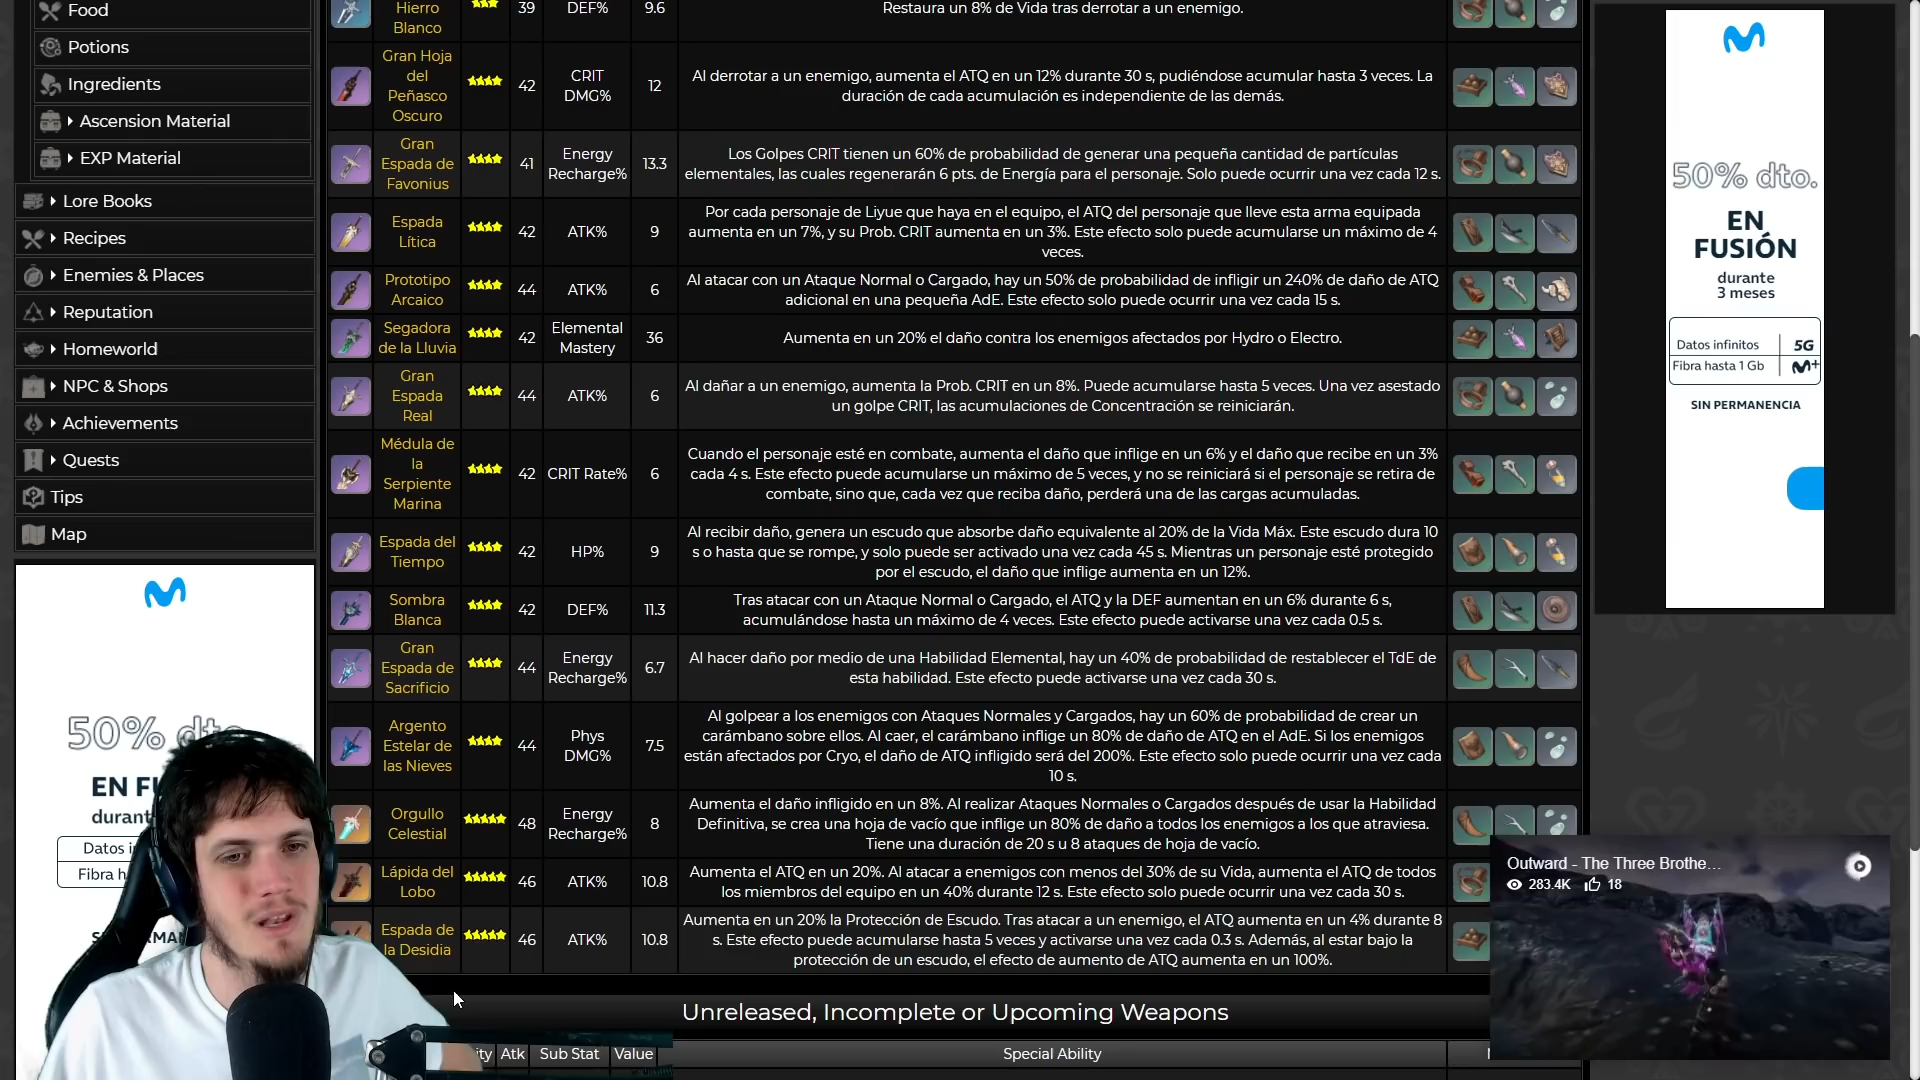 Food
Potions
Ingredients
Ascension Material
EXP Material
Lore Books
Recipes
Enemies & Places
Reputation
Homeworld
NPC & Shops
Achievements
Quests
Tips
Map
50% dto.
EN FU
durant
Datos in
Fibra h
Hierro
Blanco
39
DEF%
9.6
Restaura un 8% de Vida tras derrotar a un enemigo.
Gran Hoja
del
Peñasco
Oscuro
42
CRIT
DMG%
12
Al derrotar a un enemigo, aumenta el ATQ en un 12% durante 30 s, pudiéndose acumular hasta 3 veces. La
duración de cada acumulación es independiente de las demás.
Gran
Espada de
Favonius
41
Energy
Recharge%
13.3
Los Golpes CRIT tienen un 60% de probabilidad de generar una pequeña cantidad de partículas
elementales, las cuales regenerarán 6 pts. de Energía para el personaje. Solo puede ocurrir una vez cada 12 s.
Espada
Lítica
42
ATK%
9
Por cada personaje de Liyue que haya en el equipo, el ATQ del personaje que lleve esta arma equipada
aumenta en un 7%, y su Prob. CRIT aumenta en un 3%. Este efecto solo puede acumularse un máximo de 4
veces.
Prototipo
Arcaico
44
ATK%
6
Al atacar con un Ataque Normal o Cargado, hay un 50% de probabilidad de infligir un 240% de daño de ATQ
adicional en una pequeña AdE. Este efecto solo puede ocurrir una vez cada 15 s.
Segadora
de la Lluvia
42
Elemental
Mastery
36
Aumenta en un 20% el daño contra los enemigos afectados por Hydro o Electro.
Gran
Espada
Real
44
ATK%
6
Al dañar a un enemigo, aumenta la Prob. CRIT en un 8%. Puede acumularse hasta 5 veces. Una vez asestado
un golpe CRIT, las acumulaciones de Concentración se reiniciarán.
Médula de
la
Serpiente
Marina
42
CRIT Rate%
6
Cuando el personaje esté en combate, aumenta el daño que inflige en un 6% y el daño que recibe en un 3%
cada 4 s. Este efecto puede acumularse un máximo de 5 veces, y no se reiniciará si el personaje se retira de
combate, sino que, cada vez que reciba daño, perderá una de las cargas acumuladas.
Espada del
Tiempo
42
HP%
9
Al recibir daño, genera un escudo que absorbe daño equivalente al 20% de la Vida Máx. Este escudo dura 10
s o hasta que se rompe, y solo puede ser activado una vez cada 45 s. Mientras un personaje esté protegido
por el escudo, el daño que inflige aumenta en un 12%.
Sombra
Blanca
42
DEF%
11.3
Tras atacar con un Ataque Normal o Cargado, el ATQ y la DEF aumentan en un 6% durante 6 s,
acumulándose hasta un máximo de 4 veces. Este efecto puede activarse una vez cada 0.5 s.
Gran
Espada de
Sacrificio
44
Energy
Recharge%
6.7
Al hacer daño por medio de una Habilidad Elemental, hay un 40% de probabilidad de restablecer el TdE de
esta habilidad. Este efecto puede activarse una vez cada 30 s.
Argento
Estelar de
las Nieves
44
Phys
DMG%
7.5
Al golpear a los enemigos con Ataques Normales y Cargados, hay un 60% de probabilidad de crear un
carámbano sobre ellos. Al caer, el carámbano inflige un 80% de daño de ATQ en el AdE. Si los enemigos
están afectados por Cryo, el daño de ATQ infligido será del 200%. Este efecto solo puede ocurrir una vez cada
10 s.
Orgullo
Celestial
48
Energy
Recharge%
8
Aumenta el daño infligido en un 8%. Al realizar Ataques Normales o Cargados después de usar la Habilidad
Definitiva, se crea una hoja de vacío que inflige un 80% de daño a todos los enemigos a los que atraviesa.
Tiene una duración de 20 s u 8 ataques de hoja de vacío.
Lápida del
Lobo
46
ATK%
10.8
Aumenta el ATQ en un 20%. Al atacar a enemigos con menos del 30% de su Vida, aumenta el ATQ de todos
los miembros del equipo en un 40% durante 12 s. Este efecto solo puede ocurrir una vez cada 30 s.
Espada de
la Desidia
46
ATK%
10.8
Aumenta en un 20% la Protección de Escudo. Tras atacar a un enemigo, el ATQ aumenta en un 4% durante 8
s. Este efecto puede acumularse hasta 5 veces y activarse una vez cada 0.3 s. Además, al estar bajo la
protección de un escudo, el efecto de aumento de ATQ aumenta en un 100%.
Unreleased, Incomplete or Upcoming Weapons
ity
Atk
Sub Stat
Value
Special Ability
50% dto.
EN
FUSIÓN
durante
3 meses
Datos infinitos
5G
Fibra hasta 1 Gb
M+
SIN PERMANENCIA
Outward - The Three Brothe...
283.4K
18